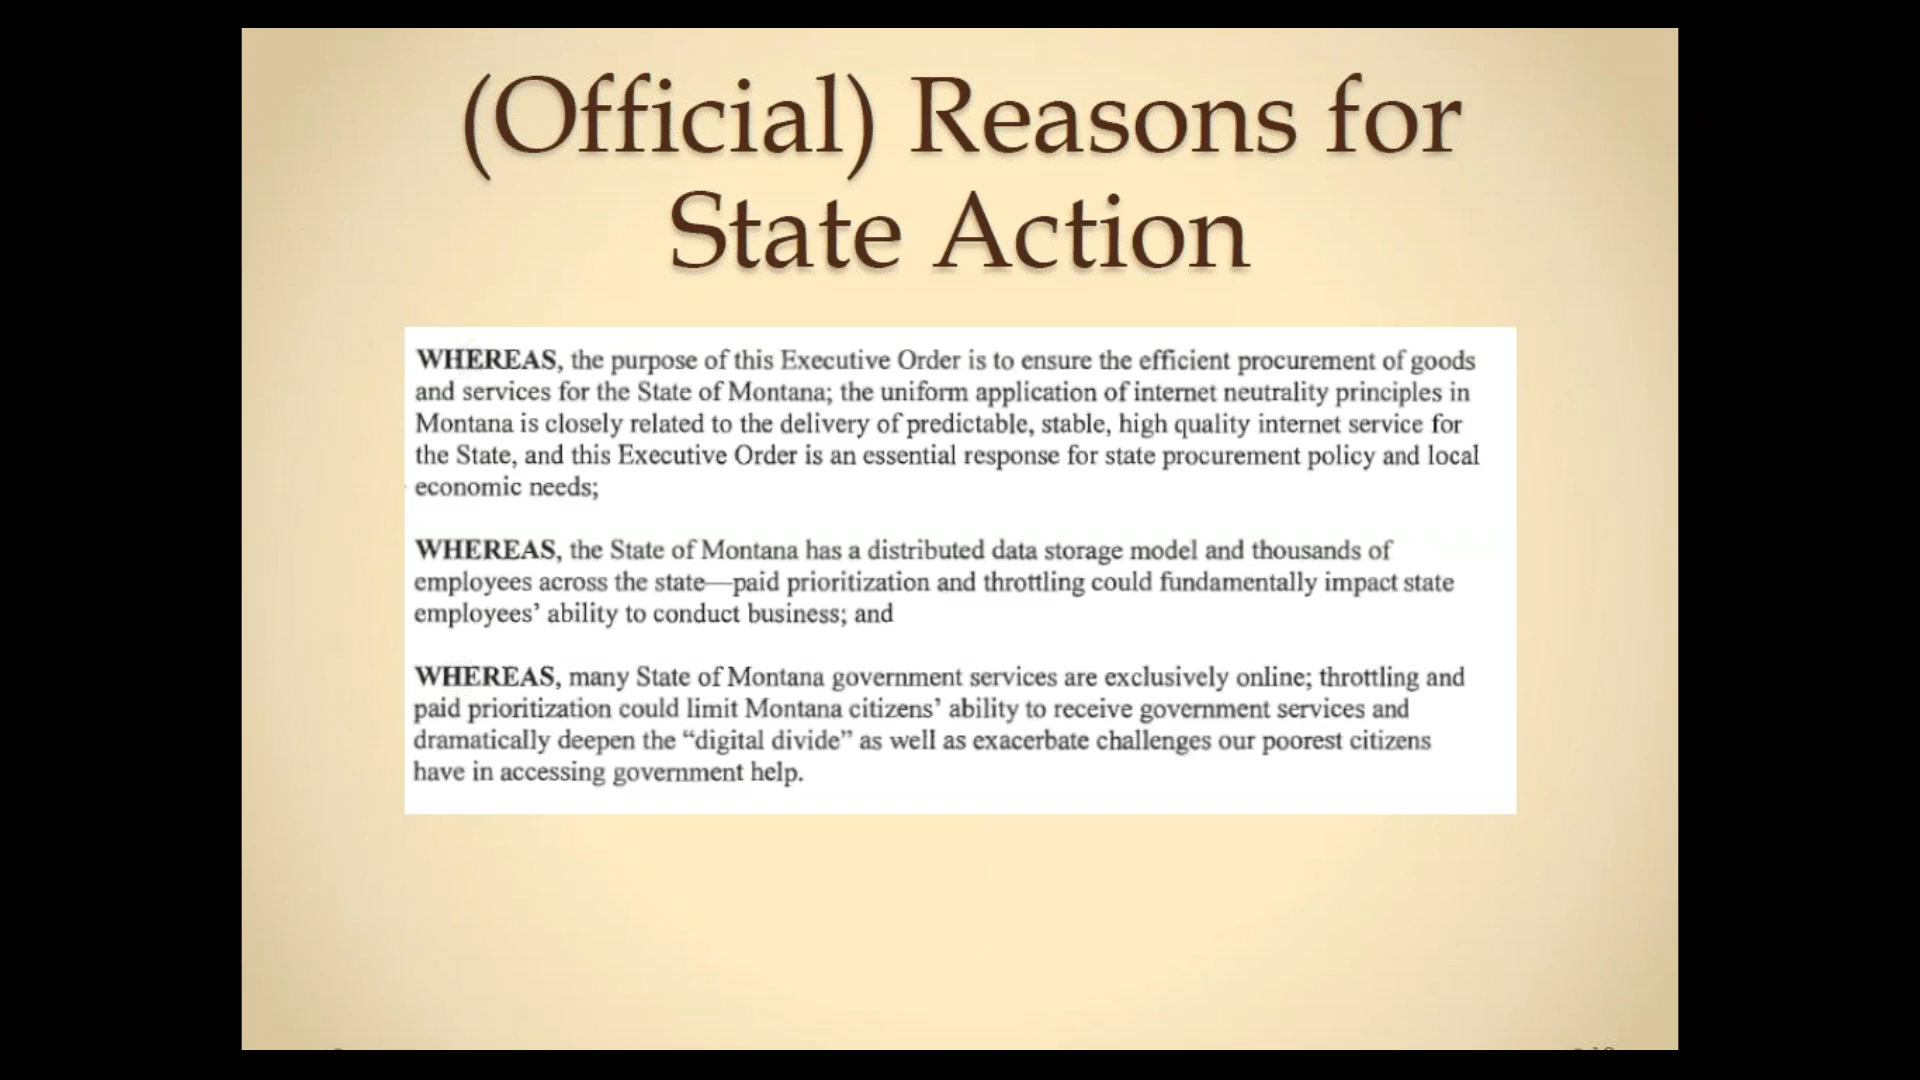 (Official) Reasons for
State Action
WHEREAS, the purpose of this Executive Order is to ensure the efficient procurement of goods
and services for the State of Montana; the uniform application of internet neutrality principles in
Montana is closely related to the delivery of predictable, stable, high quality internet service for
the State, and this Executive Order is an essential response for state procurement policy and local
economic needs;
WHEREAS, the State of Montana has a distributed data storage model and thousands of
employees across the state—paid prioritization and throttling could fundamentally impact state
employees’ ability to conduct business; and
WHEREAS, many State of Montana government services are exclusively online; throttling and
paid prioritization could limit Montana citizens’ ability to receive government services and
dramatically deepen the “digital divide” as well as exacerbate challenges our poorest citizens
have in accessing government help.